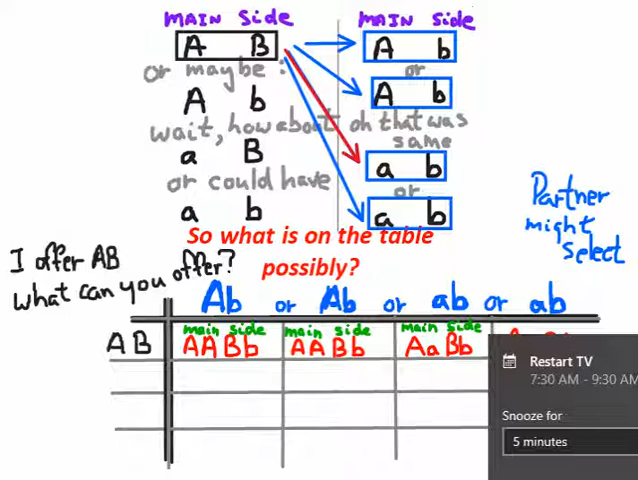 MAIN Side MAIN Side
A B A b
or maybe : or
A b A b
wait, how about oh that was
same
a B a b
or could have or
a b a b
Partner
might
Select
So what is on the table
possibly?
I offer AB
what can you offer?
Ab or Ab or ab or ab
main side main side main side
AB AABb AABb AaBb
Restart TV
7:30 AM - 9:30 AM
Snooze for
5 minutes